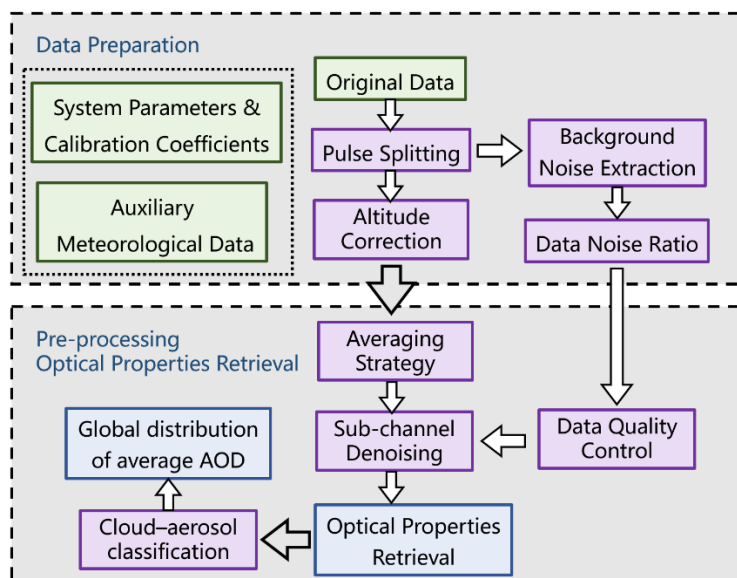 Data Preparation
System Parameters &
Calibration Coefficients
Auxiliary
Meteorological Data
Original Data
Pulse Splitting
Altitude
Correction
Background
Noise Extraction
Data Noise Ratio
Pre-processing
Optical Properties Retrieval
Averaging
Strategy
Sub-channel
Denoising
Data Quality
Control
Global distribution
of average AOD
Cloud–aerosol
classification
Optical Properties
Retrieval